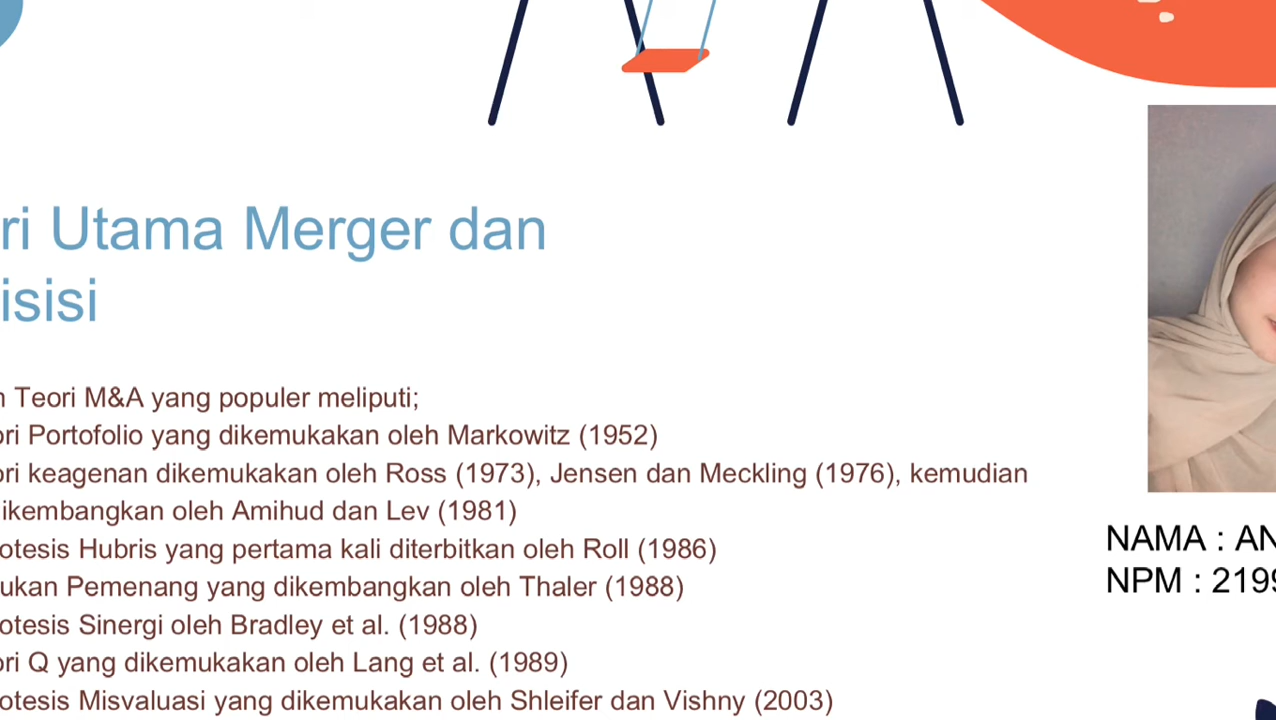 ri Utama Merger dan
isisi
n Teori M&A yang populer meliputi;
ori Portofolio yang dikemukakan oleh Markowitz (1952)
ori keagenan dikemukakan oleh Ross (1973), Jensen dan Meckling (1976), kemudian
ikembangkan oleh Amihud dan Lev (1981)
otesis Hubris yang pertama kali diterbitkan oleh Roll (1986)
ukan Pemenang yang dikembangkan oleh Thaler (1988)
otesis Sinergi oleh Bradley et al. (1988)
ori Q yang dikemukakan oleh Lang et al. (1989)
otesis Misvaluasi yang dikemukakan oleh Shleifer dan Vishny (2003)
NAMA : AN
NPM : 2199